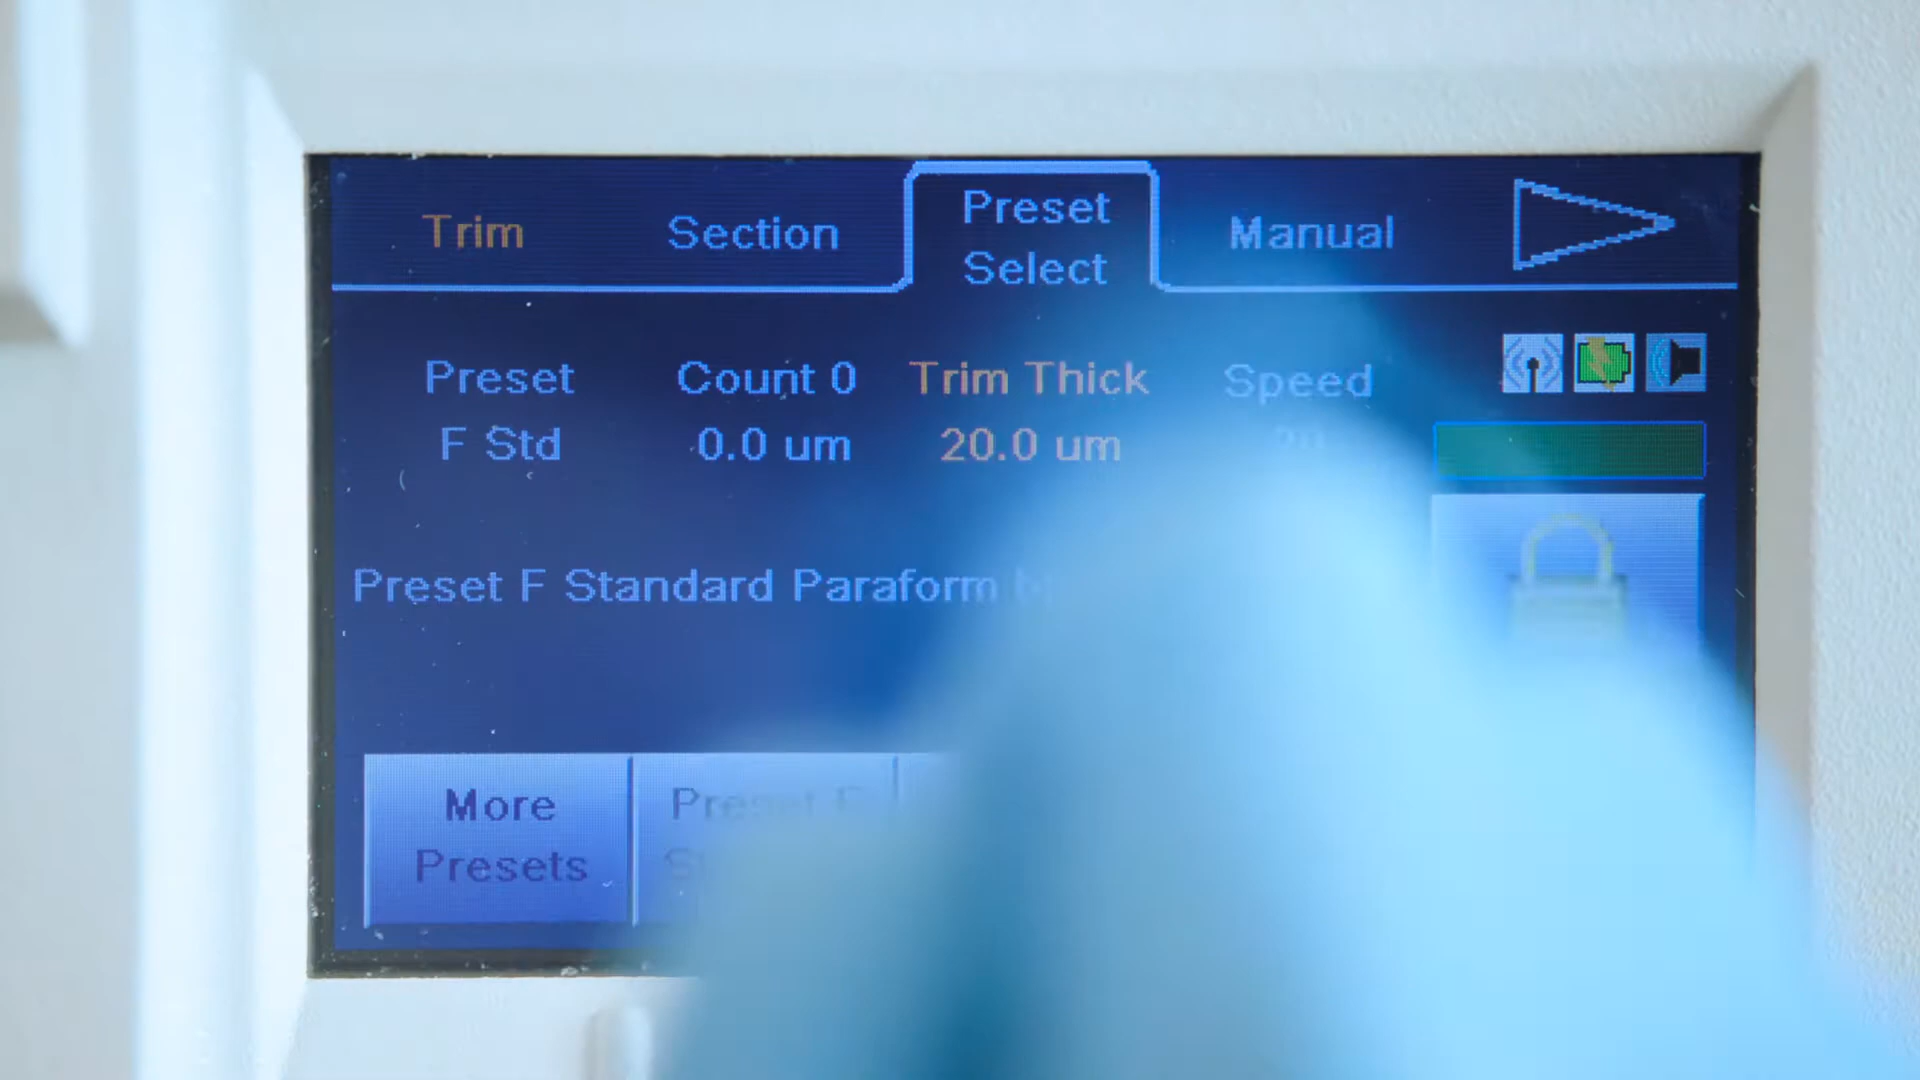 Trim
Section
Preset
Select
Manual
Preset
Count 0
Trim Thick
Speed
F Std
0.0 um
20.0 um
Preset F Standard Paraform
More
Presets
Preset